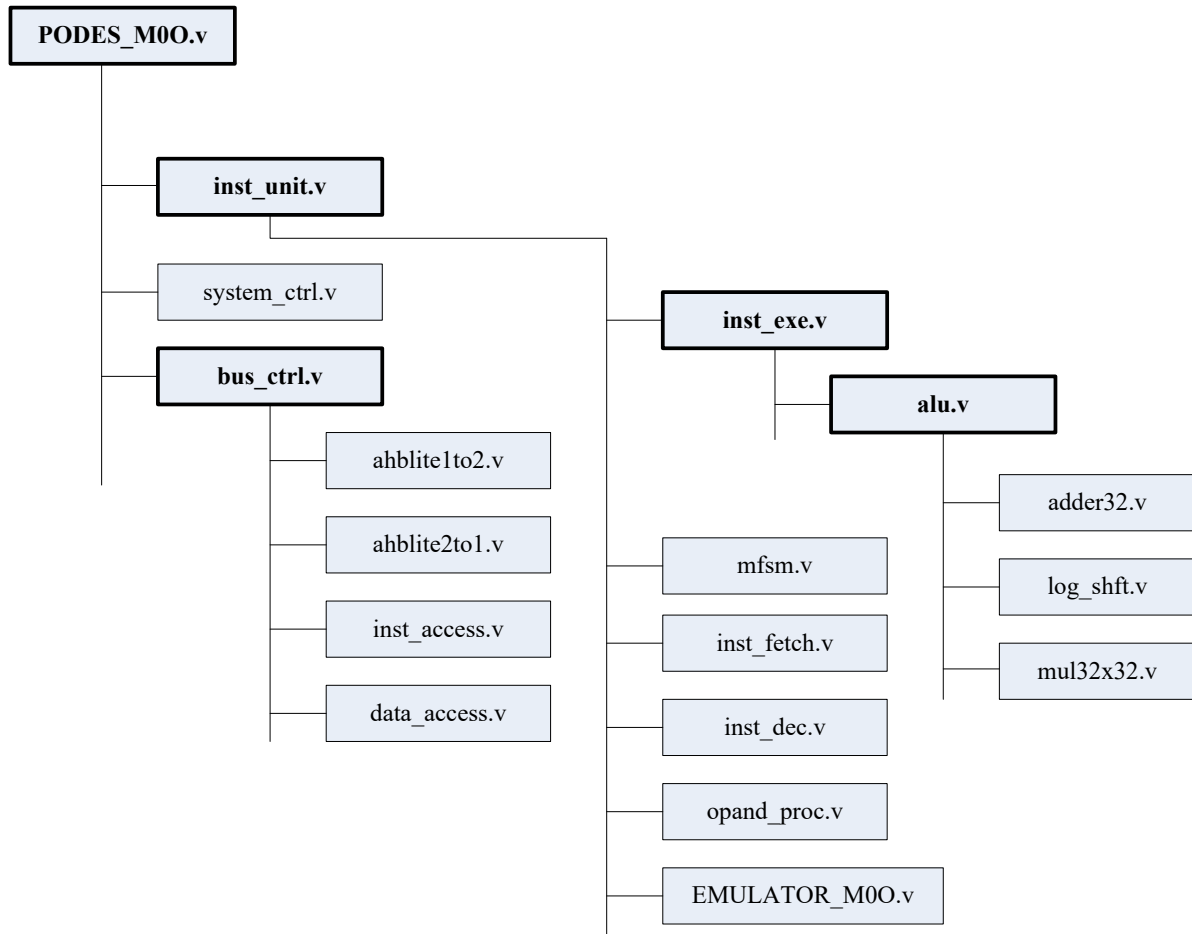 PODES_M0O.v
inst_unit.v
system_ctrl.v
bus_ctrl.v
ahblite1to2.v
ahblite2to1.v
inst_access.v
data_access.v
inst_exe.v
alu.v
adder32.v
log_shft.v
mul32x32.v
mfsm.v
inst_fetch.v
inst_dec.v
opand_proc.v
EMULATOR_M0O.v